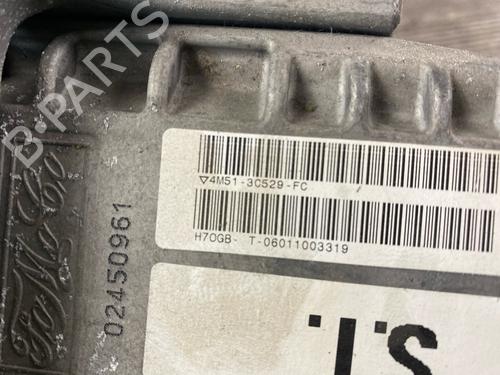 4M51-3C529-FC
H70GB- T-06011003319
02450961
FoMoCo
S.I.
B-PARTS